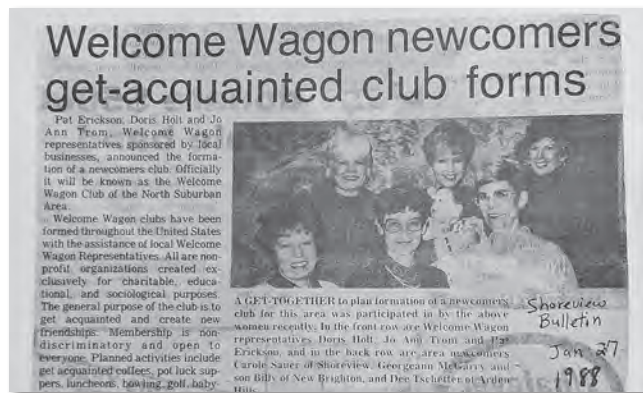 Welcome Wagon newcomers
get-acquainted club forms
Pat Erickson, Doris Holt and Jo
Ann Trom, Welcome Wagon
representatives sponsored by local
businesses, announced the forma-
tion of a newcomers club. Officially
it will be known as the Welcome
Wagon Club of the North Suburban
Area.
Welcome Wagon clubs have been
formed throughout the United States
with the assistance of local Welcome
Wagon Representatives. All are non-
profit organizations created ex-
clusively for charitable, educa-
tional, and sociological purposes.
The general purpose of the club is to
get acquainted and create new
friendships. Membership is non-
discriminatory and open to
everyone. Planned activities include
get acquainted coffees, pot luck sup-
pers, luncheons, bowling, golf, baby-
A GET-TOGETHER to plan formation of a newcomers
club for this area was participated in by the above
women recently. In the front row are Welcome Wagon
representatives Doris Holt, Jo Ann Trom and Pat
Erickson, and in the back row are area newcomers
Carole Sauer of Shoreview, Georgeann McGarry and
son Billy of New Brighton, and Dee Tschetter of Arden
Hills.
Shoreview
Bulletin
Jan 27
1988